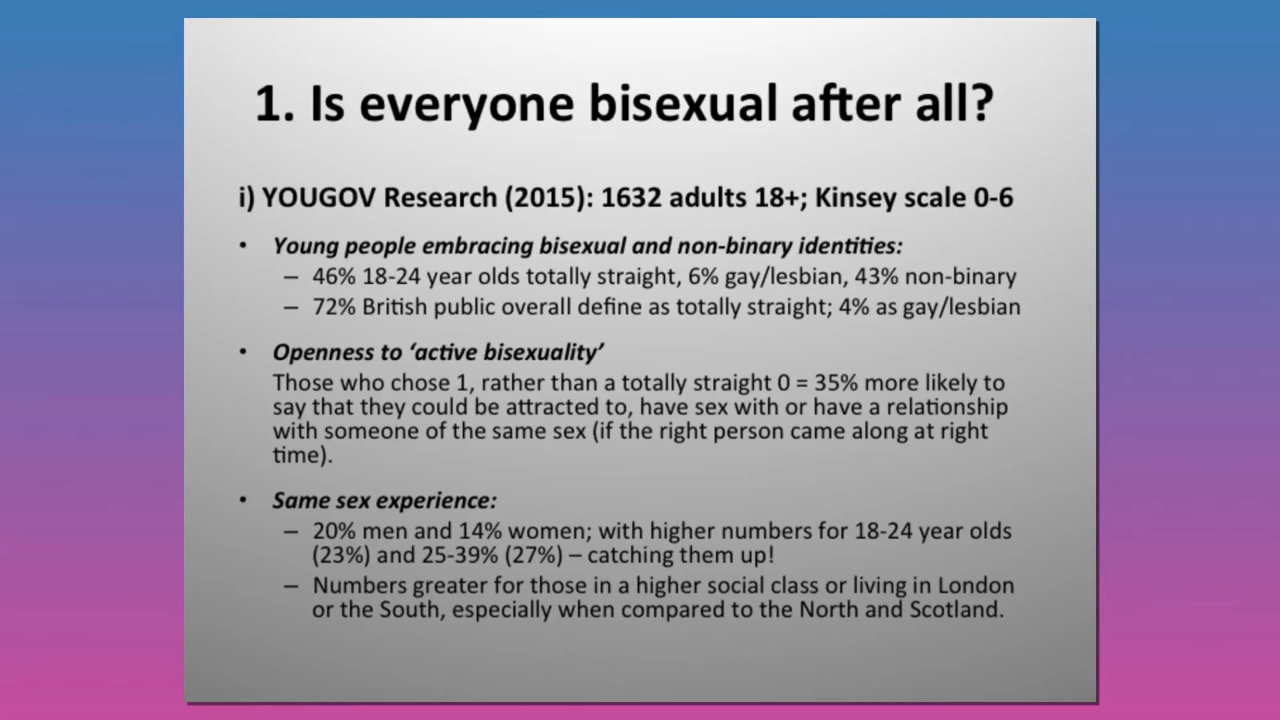 1. Is everyone bisexual after all?
i) YOUGOV Research (2015): 1632 adults 18+; Kinsey scale 0-6
• Young people embracing bisexual and non-binary identities:
– 46% 18-24 year olds totally straight, 6% gay/lesbian, 43% non-binary
– 72% British public overall define as totally straight; 4% as gay/lesbian
• Openness to ‘active bisexuality’
Those who chose 1, rather than a totally straight 0 = 35% more likely to
say that they could be attracted to, have sex with or have a relationship
with someone of the same sex (if the right person came along at right
time).
• Same sex experience:
– 20% men and 14% women; with higher numbers for 18-24 year olds
(23%) and 25-39% (27%) – catching them up!
– Numbers greater for those in a higher social class or living in London
or the South, especially when compared to the North and Scotland.